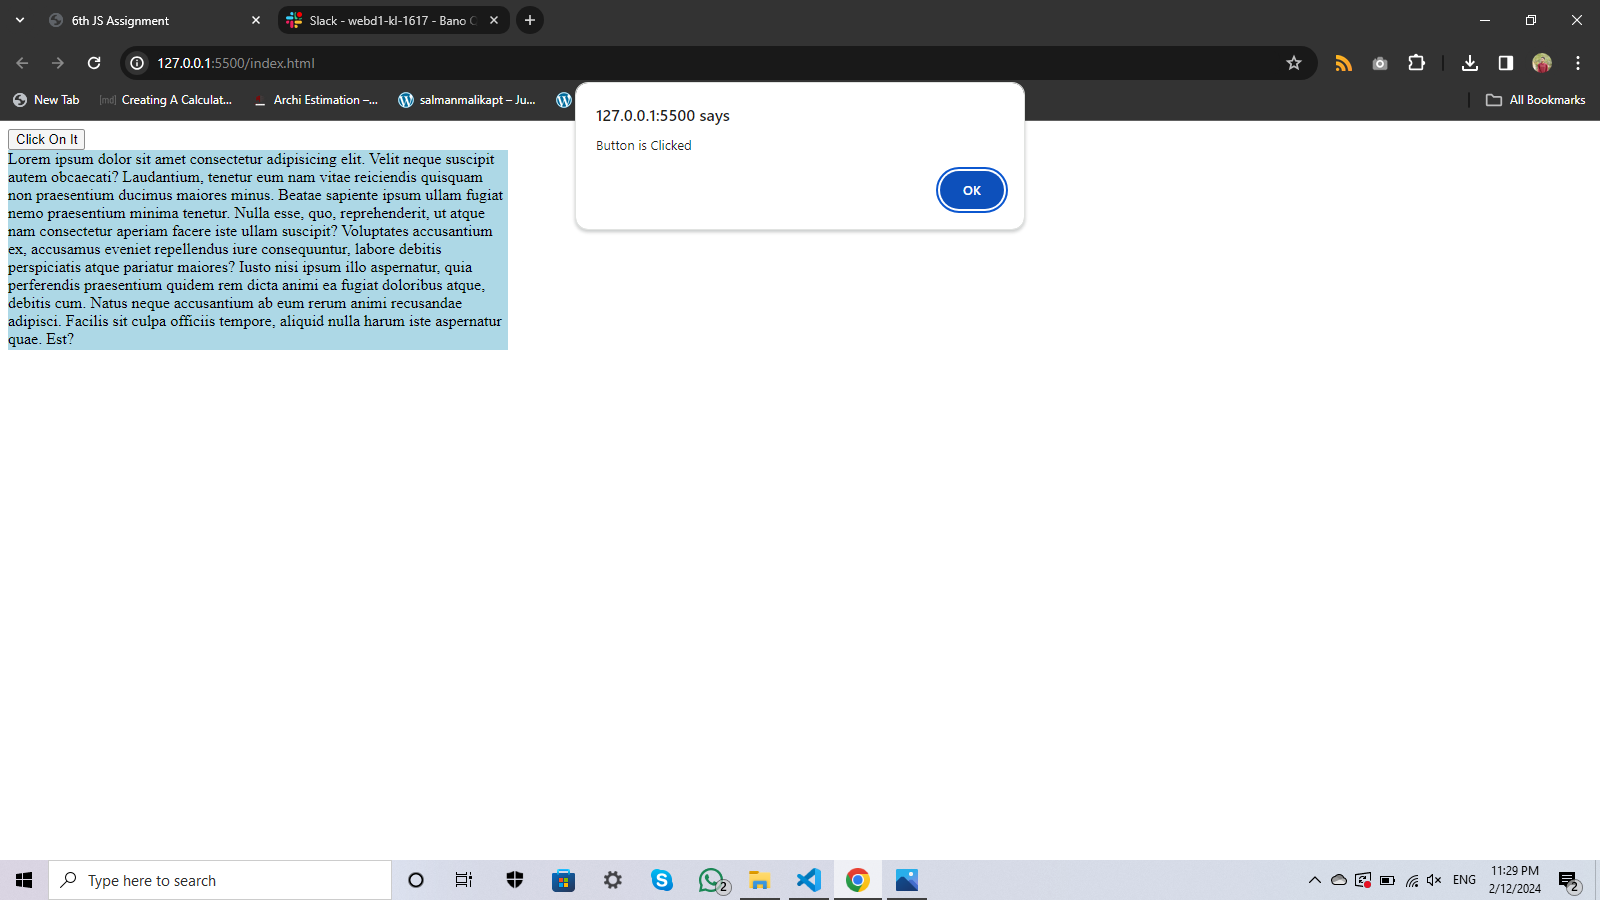 6th JS Assignment
Slack - webd1-kl-1617 - Bano
127.0.0.1:5500/index.html
New Tab
[md] Creating A Calculat...
Archi Estimation –...
salmanmalikapt – Ju...
All Bookmarks
127.0.0.1:5500 says
Button is Clicked
OK
Click On It
Lorem ipsum dolor sit amet consectetur adipisicing elit. Velit neque suscipit
autem obcaecati? Laudantium, tenetur eum nam vitae reiciendis quisquam
non praesentium ducimus maiores minus. Beatae sapiente ipsum ullam fugiat
nemo praesentium minima tenetur. Nulla esse, quo, reprehenderit, ut atque
nam consectetur aperiam facere iste ullam suscipit? Voluptates accusantium
ex, accusamus eveniet repellendus iure consequuntur, labore debitis
perspiciatis atque pariatur maiores? Iusto nisi ipsum illo aspernatur, quia
perferendis praesentium quidem rem dicta animi ea fugiat doloribus atque,
debitis cum. Natus neque accusantium ab eum rerum animi recusandae
adipisci. Facilis sit culpa officiis tempore, aliquid nulla harum iste aspernatur
quae. Est?
Type here to search
2
ENG
11:29 PM
2/12/2024
2